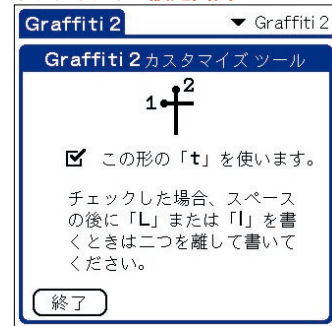 Graffiti 2 ▼ Graffiti 2
Graffiti 2 カスタマイズ ツール
1 2
☑ この形の「t」を使います。
チェックした場合、スペース
の後に「L」または「l」を書
くときは二つを離して書いて
ください。
終了